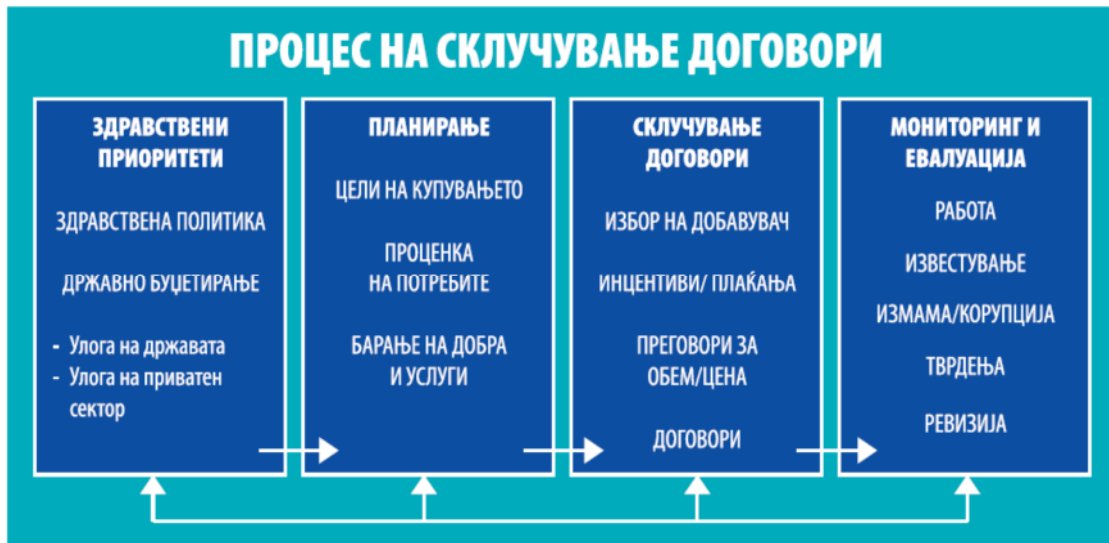 ПРОЦЕС НА СКЛУЧУВАЊЕ ДОГОВОРИ
ЗДРАВСТВЕНИ
ПРИОРИТЕТИ
ЗДРАВСТВЕНА ПОЛИТИКА
ДРЖАВНО БУЏЕТИРАЊЕ
- Улога на државата
- Улога на приватен
сектор
ПЛАНИРАЊЕ
ЦЕЛИ НА КУПУВАЊЕТО
ПРОЦЕНКА
НА ПОТРЕБИТЕ
БАРАЊЕ НА ДОБРА
И УСЛУГИ
СКЛУЧУВАЊЕ
ДОГОВОРИ
ИЗБОР НА ДОБАВУВАЧ
ИНЦЕНТИВИ/ ПЛАЌАЊА
ПРЕГОВОРИ ЗА
ОБЕМ/ЦЕНА
ДОГОВОРИ
МОНИТОРИНГ И
ЕВАЛУАЦИЈА
РАБОТА
ИЗВЕСТУВАЊЕ
ИЗМАМА/КОРУПЦИЈА
ТВРДЕЊА
РЕВИЗИЈА